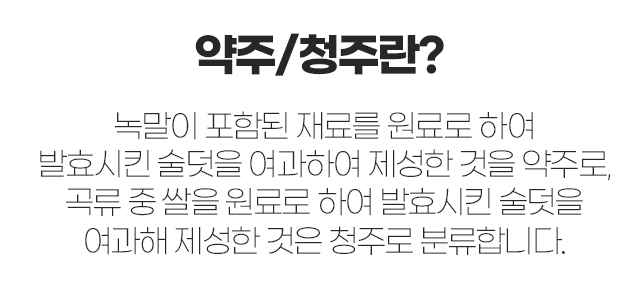 약주/청주란?
녹말이 포함된 재료를 원료로 하여
발효시킨 술덧을 여과하여 제성한 것을 약주로,
곡류 중 쌀을 원료로 하여 발효시킨 술덧을
여과해 제성한 것은 청주로 분류합니다.